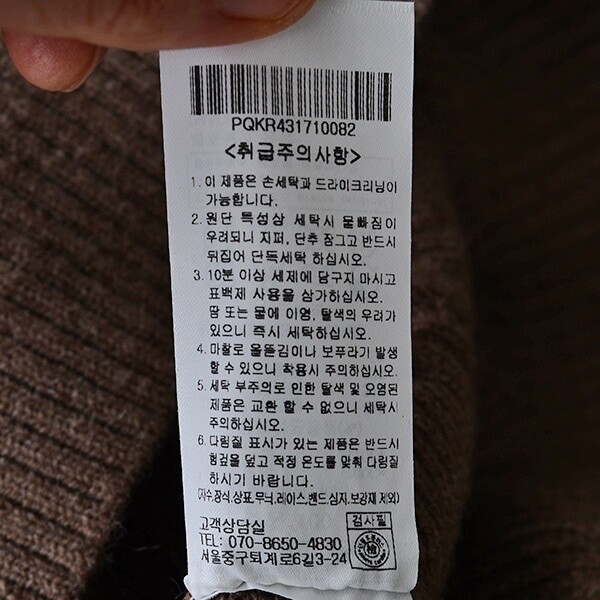 PQKR431710082
<취급주의사항>
1. 이 제품은 손세탁과 드라이크리닝이
가능합니다.
2. 원단 특성상 세탁시 물빠짐이
우려되니 지퍼, 단추 장그고 반드시
뒤집어 단독세탁 하십시오.
3. 10분 이상 세제에 담구지 마시고
표백제 사용을 삼가하십시오.
땀 또는 물에 이염, 탈색의 우려가
있으니 즉시 세탁하십시오.
4. 마찰로 올뜯김이나 보푸라기 발생
할 수 있으니 착용시 주의하십시오.
5. 세탁 부주의로 인한 탈색 및 오염된
제품은 교환 할 수 없으니 세탁시
주의하십시오.
6. 다림질 표시가 있는 제품은 반드시
헝겊을 덮고 적정 온도를 맞춰 다림질
하시기 바랍니다.
(자수,장식,상표,무늬,레이스,밴드심지,보강재 제외)
고객상담실
TEL: 070-8650-4830
서울중구퇴계로6길3-24
검사필